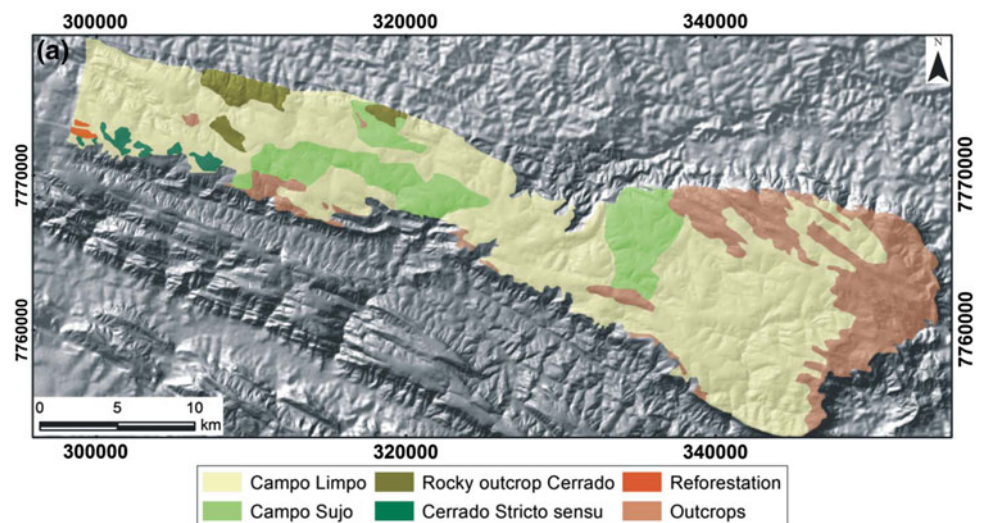 300000 320000 340000
(a)
N
7770000 7770000
7760000 7760000
0 5 10
km
300000 320000 340000
Campo Limpo Rocky outcrop Cerrado Reforestation
Campo Sujo Cerrado Stricto sensu Outcrops